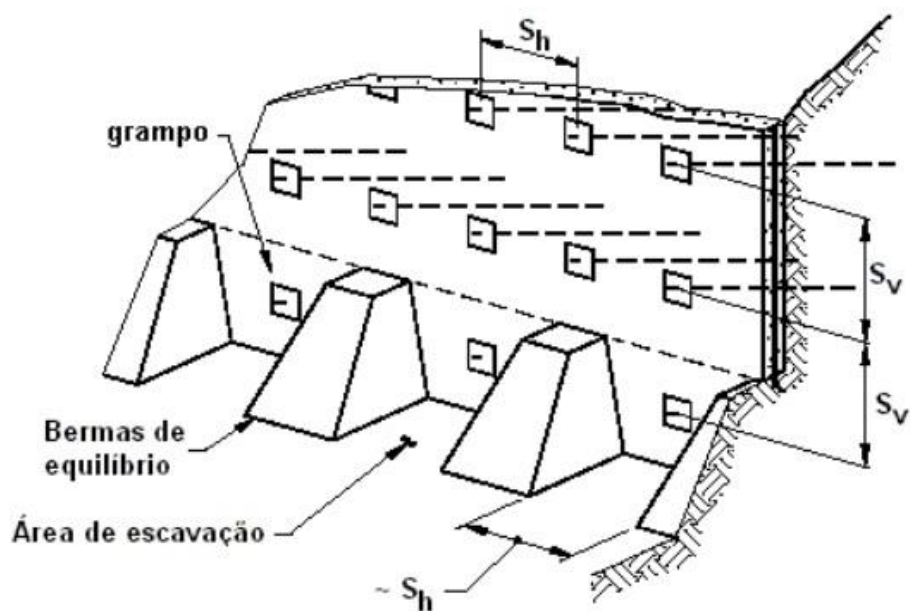 Sh
grampo
Sv
Sv
Bermas de
equilíbrio
Área de escavação
~ Sh